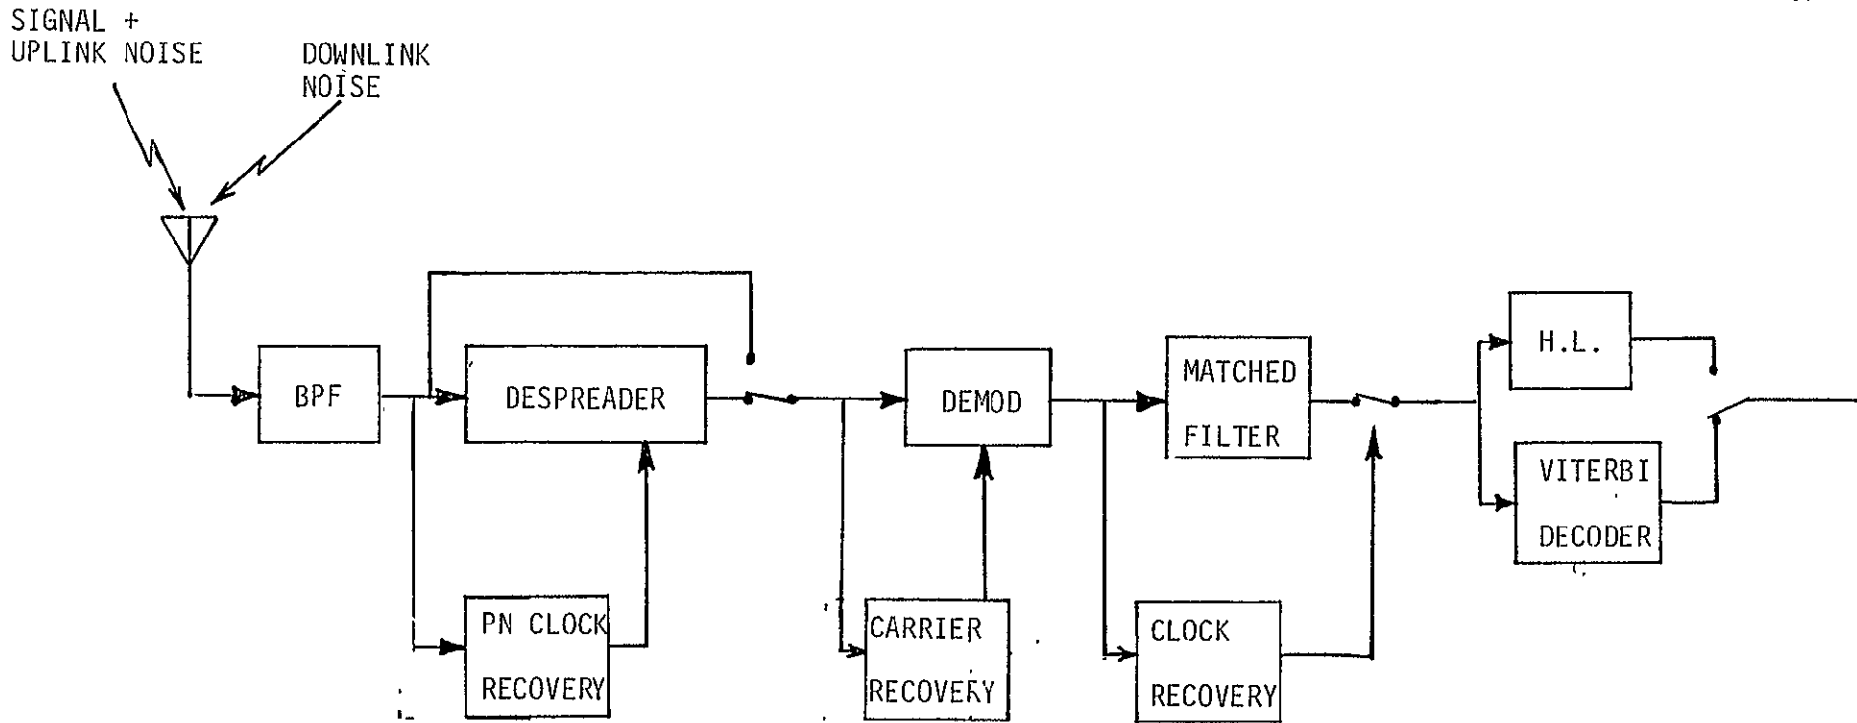 SIGNAL +
UPLINK NOISE
DOWNLINK
NOISE
BPF
DESPREADER
DEMOD
MATCHED
FILTER
H.L.
VITERBI
DECODER
PN CLOCK
RECOVERY
CARRIER
RECOVERY
CLOCK
RECOVERY